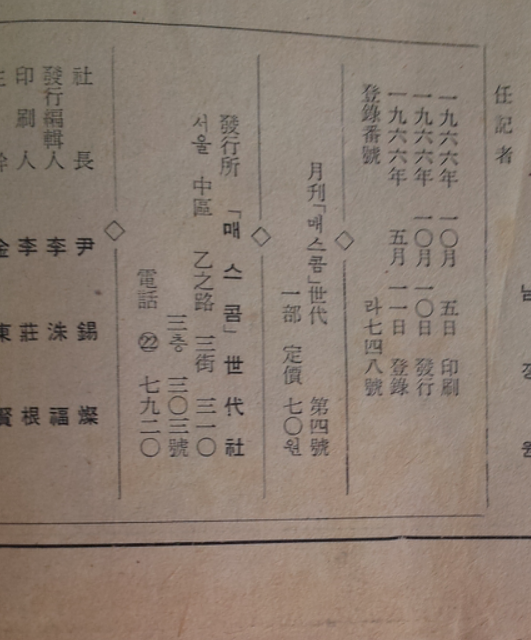 任記者
一九六六年 一〇月 五日 印刷
一九六六年 一〇月 一〇日 發行
一九六六年 五月 一一日 登錄
登錄番號 라七四八號
月刊「매스콤」世代 第四號
一部 定價 七〇원
發行所 「매스콤」世代社
서울 中區 乙之路 三街 三一〇
三층 三〇三號
電話 ㉒ 七九二〇
社長 尹錫燦
發行編輯人 李洙福
印刷人 李莊根
主幹 金東賢